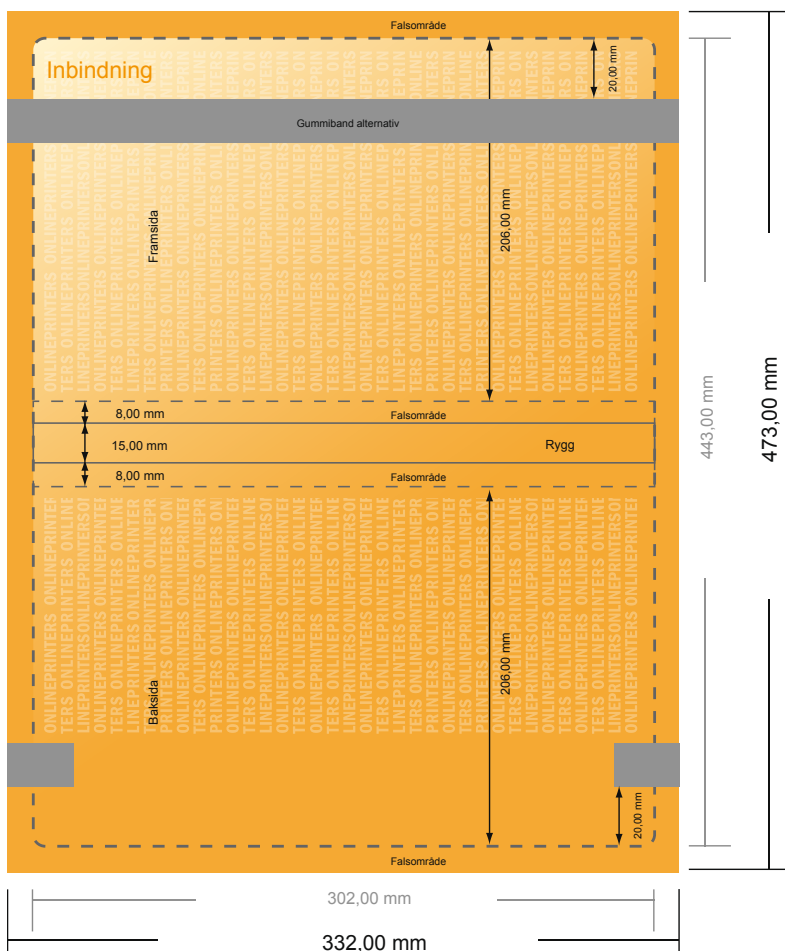 Falsområde
Inbindning
20,00 mm
Gummiband alternativ
206,00 mm
Framsida
443,00 mm
473,00 mm
8,00 mm
Falsområde
15,00 mm
Rygg
8,00 mm
Falsområde
206,00 mm
Baksida
20,00 mm
Falsområde
302,00 mm
332,00 mm